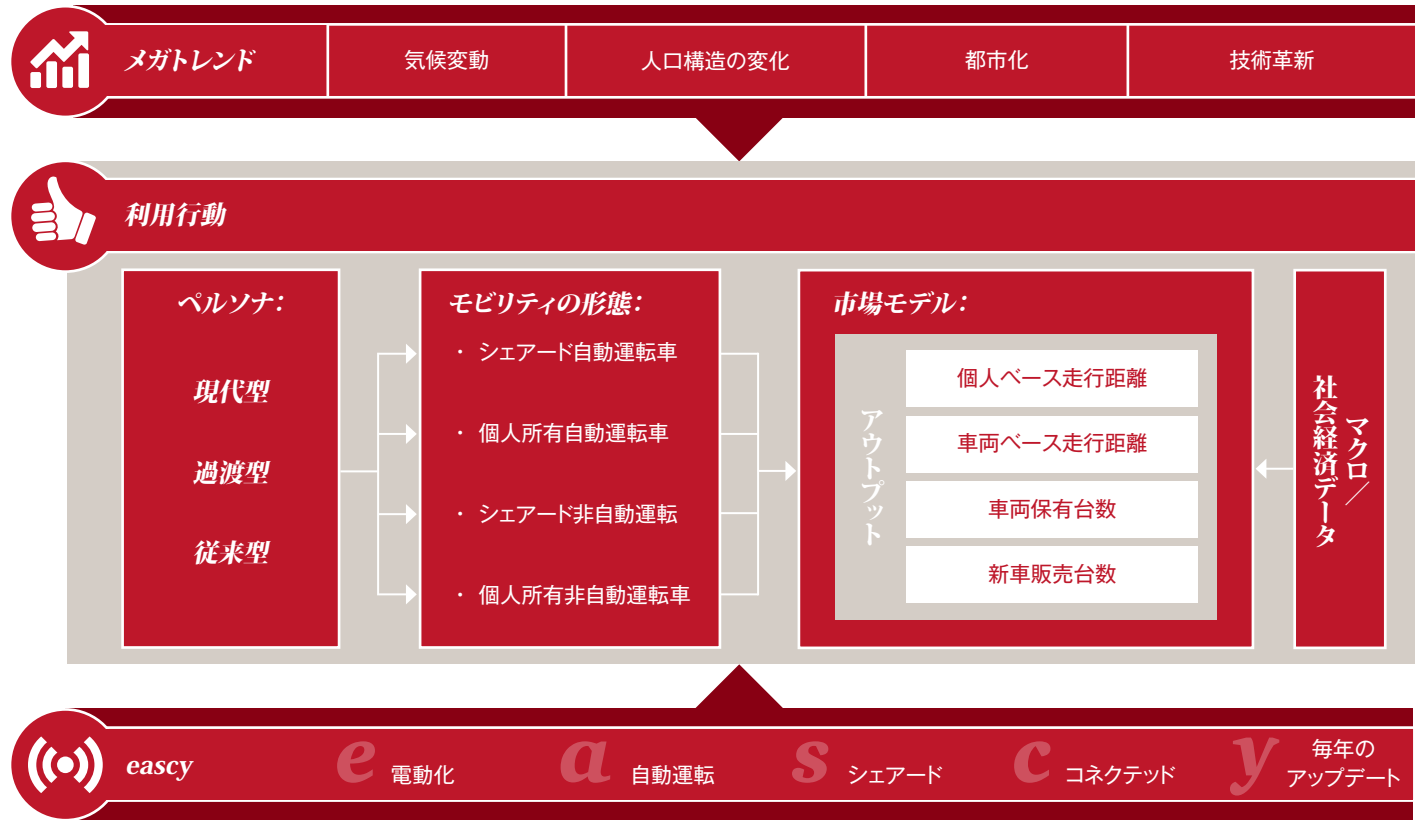 メガトレンド
気候変動
人口構造の変化
都市化
技術革新
利用行動
ペルソナ：
現代型
過渡型
従来型
モビリティの形態：
・ シェアード自動運転車
・ 個人所有自動運転車
・ シェアード非自動運転
・ 個人所有非自動運転車
市場モデル：
アウトプット
個人ベース走行距離
車両ベース走行距離
車両保有台数
新車販売台数
マクロ／
社会経済データ
eascy
e 電動化
a 自動運転
s シェアード
c コネクテッド
y 毎年の
アップデート